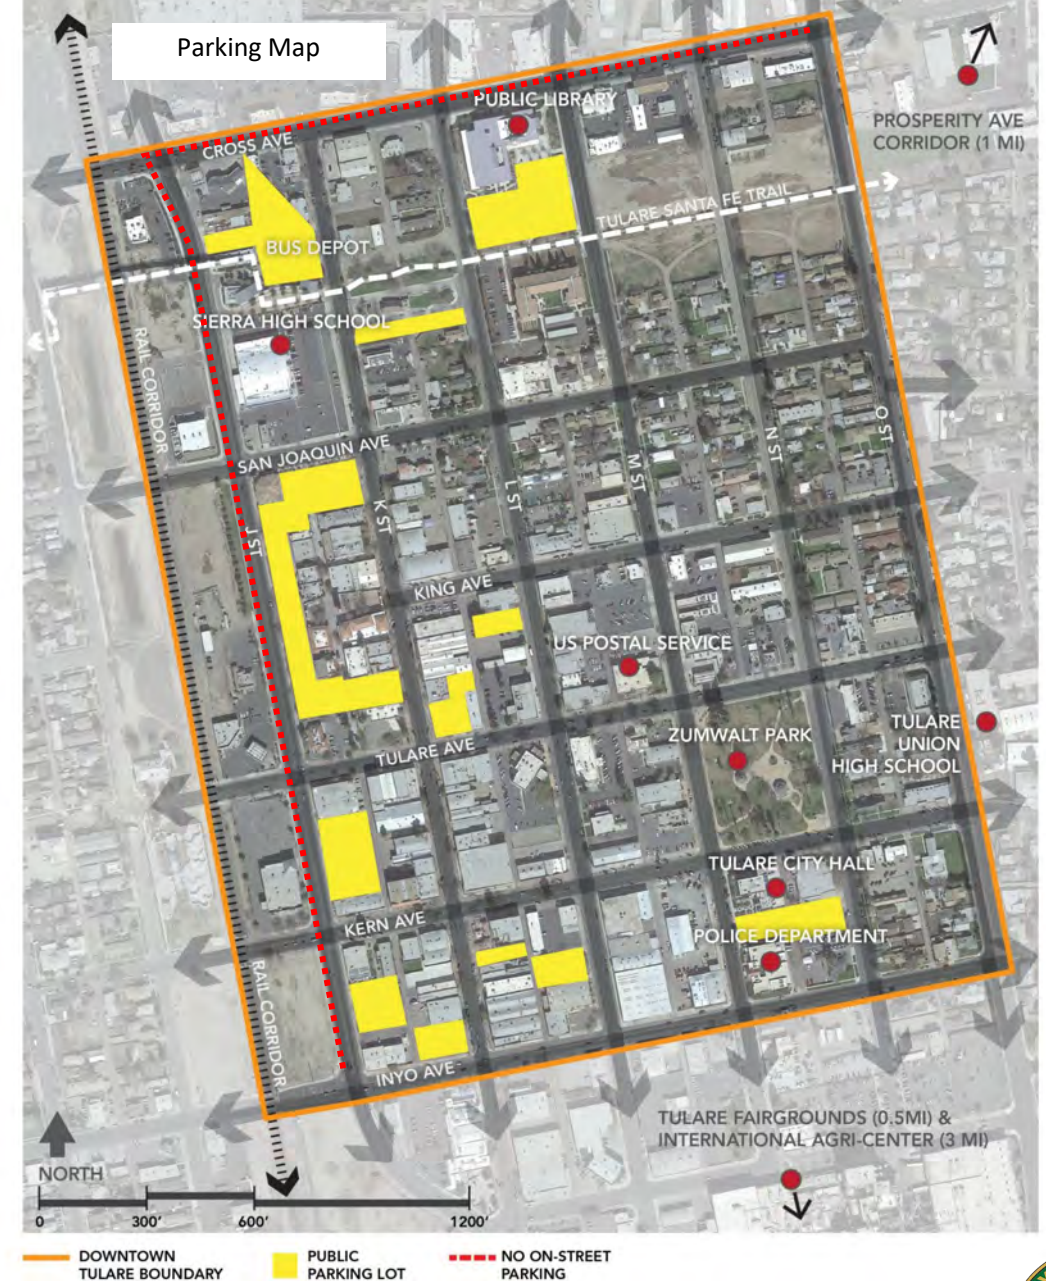 Parking Map
PUBLIC LIBRARY
CROSS AVE
PROSPERITY AVE
CORRIDOR (1 MI)
TULARE SANTA FE TRAIL
BUS DEPOT
SIERRA HIGH SCHOOL
RAIL CORRIDOR
SAN JOAQUIN AVE
J ST
K ST
L ST
M ST
N ST
O ST
KING AVE
US POSTAL SERVICE
ZUMWALT PARK
TULARE
UNION
HIGH SCHOOL
TULARE AVE
TULARE CITY HALL
KERN AVE
POLICE DEPARTMENT
RAIL CORRIDOR
INYO AVE
TULARE FAIRGROUNDS (0.5MI) &
INTERNATIONAL AGRI-CENTER (3 MI)
NORTH
0 300' 600' 1200'
DOWNTOWN
TULARE BOUNDARY
PUBLIC
PARKING LOT
NO ON-STREET
PARKING